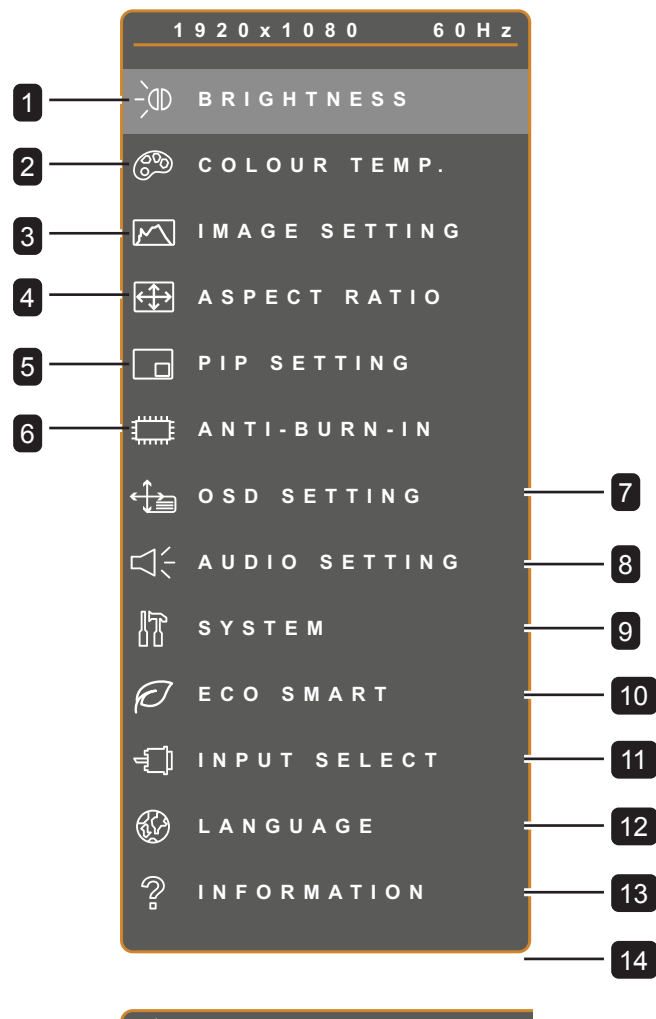 1920x1080 60Hz
1 BRIGHTNESS
2 COLOUR TEMP.
3 IMAGE SETTING
4 ASPECT RATIO
5 PIP SETTING
6 ANTI-BURN-IN
OSD SETTING 7
AUDIO SETTING 8
SYSTEM 9
ECO SMART 10
INPUT SELECT 11
LANGUAGE 12
INFORMATION 13
14